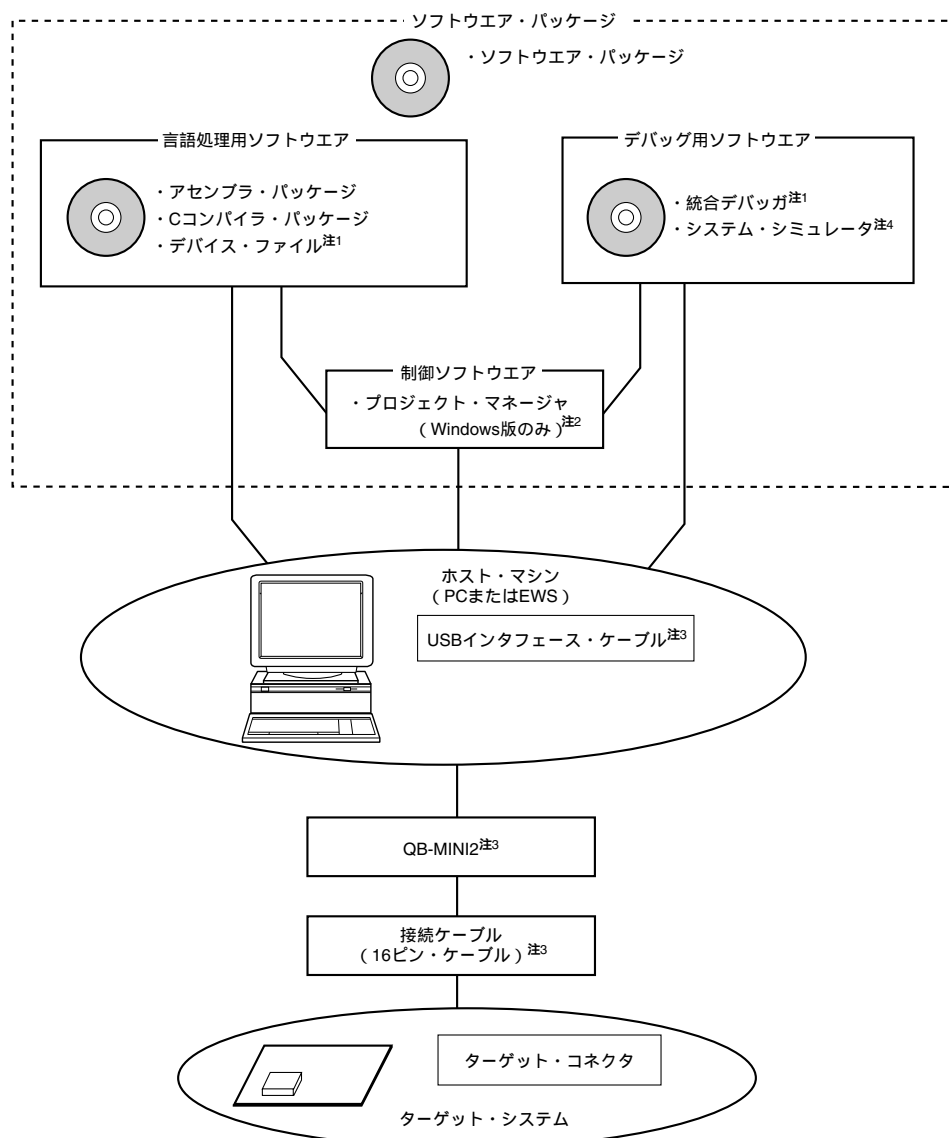 ソフトウエア・パッケージ
・ソフトウエア・パッケージ
言語処理用ソフトウエア
・アセンブラ・パッケージ
・Cコンパイラ・パッケージ
・デバイス・ファイル注1
デバッグ用ソフトウエア
・統合デバッガ注1
・システム・シミュレータ注4
制御ソフトウエア
・プロジェクト・マネージャ
（Windows版のみ）注2
ホスト・マシン
（PCまたはEWS）
USBインタフェース・ケーブル注3
QB-MINI2注3
接続ケーブル
（16ピン・ケーブル）注3
ターゲット・コネクタ
ターゲット・システム